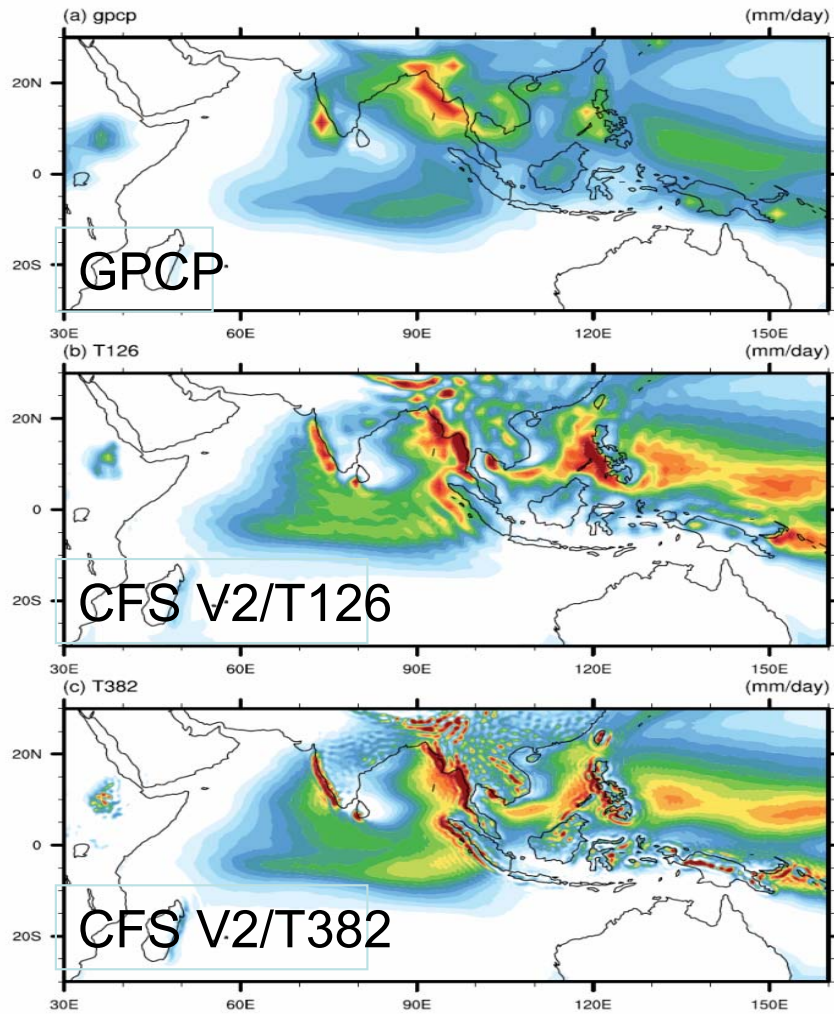 (a) gpcp (mm/day)
20N
0
20S
GPCP
30E 60E 90E 120E 150E
(b) T126 (mm/day)
20N
0
20S
CFS V2/T126
30E 60E 90E 120E 150E
(c) T382 (mm/day)
20N
0
20S
CFS V2/T382
30E 60E 90E 120E 150E